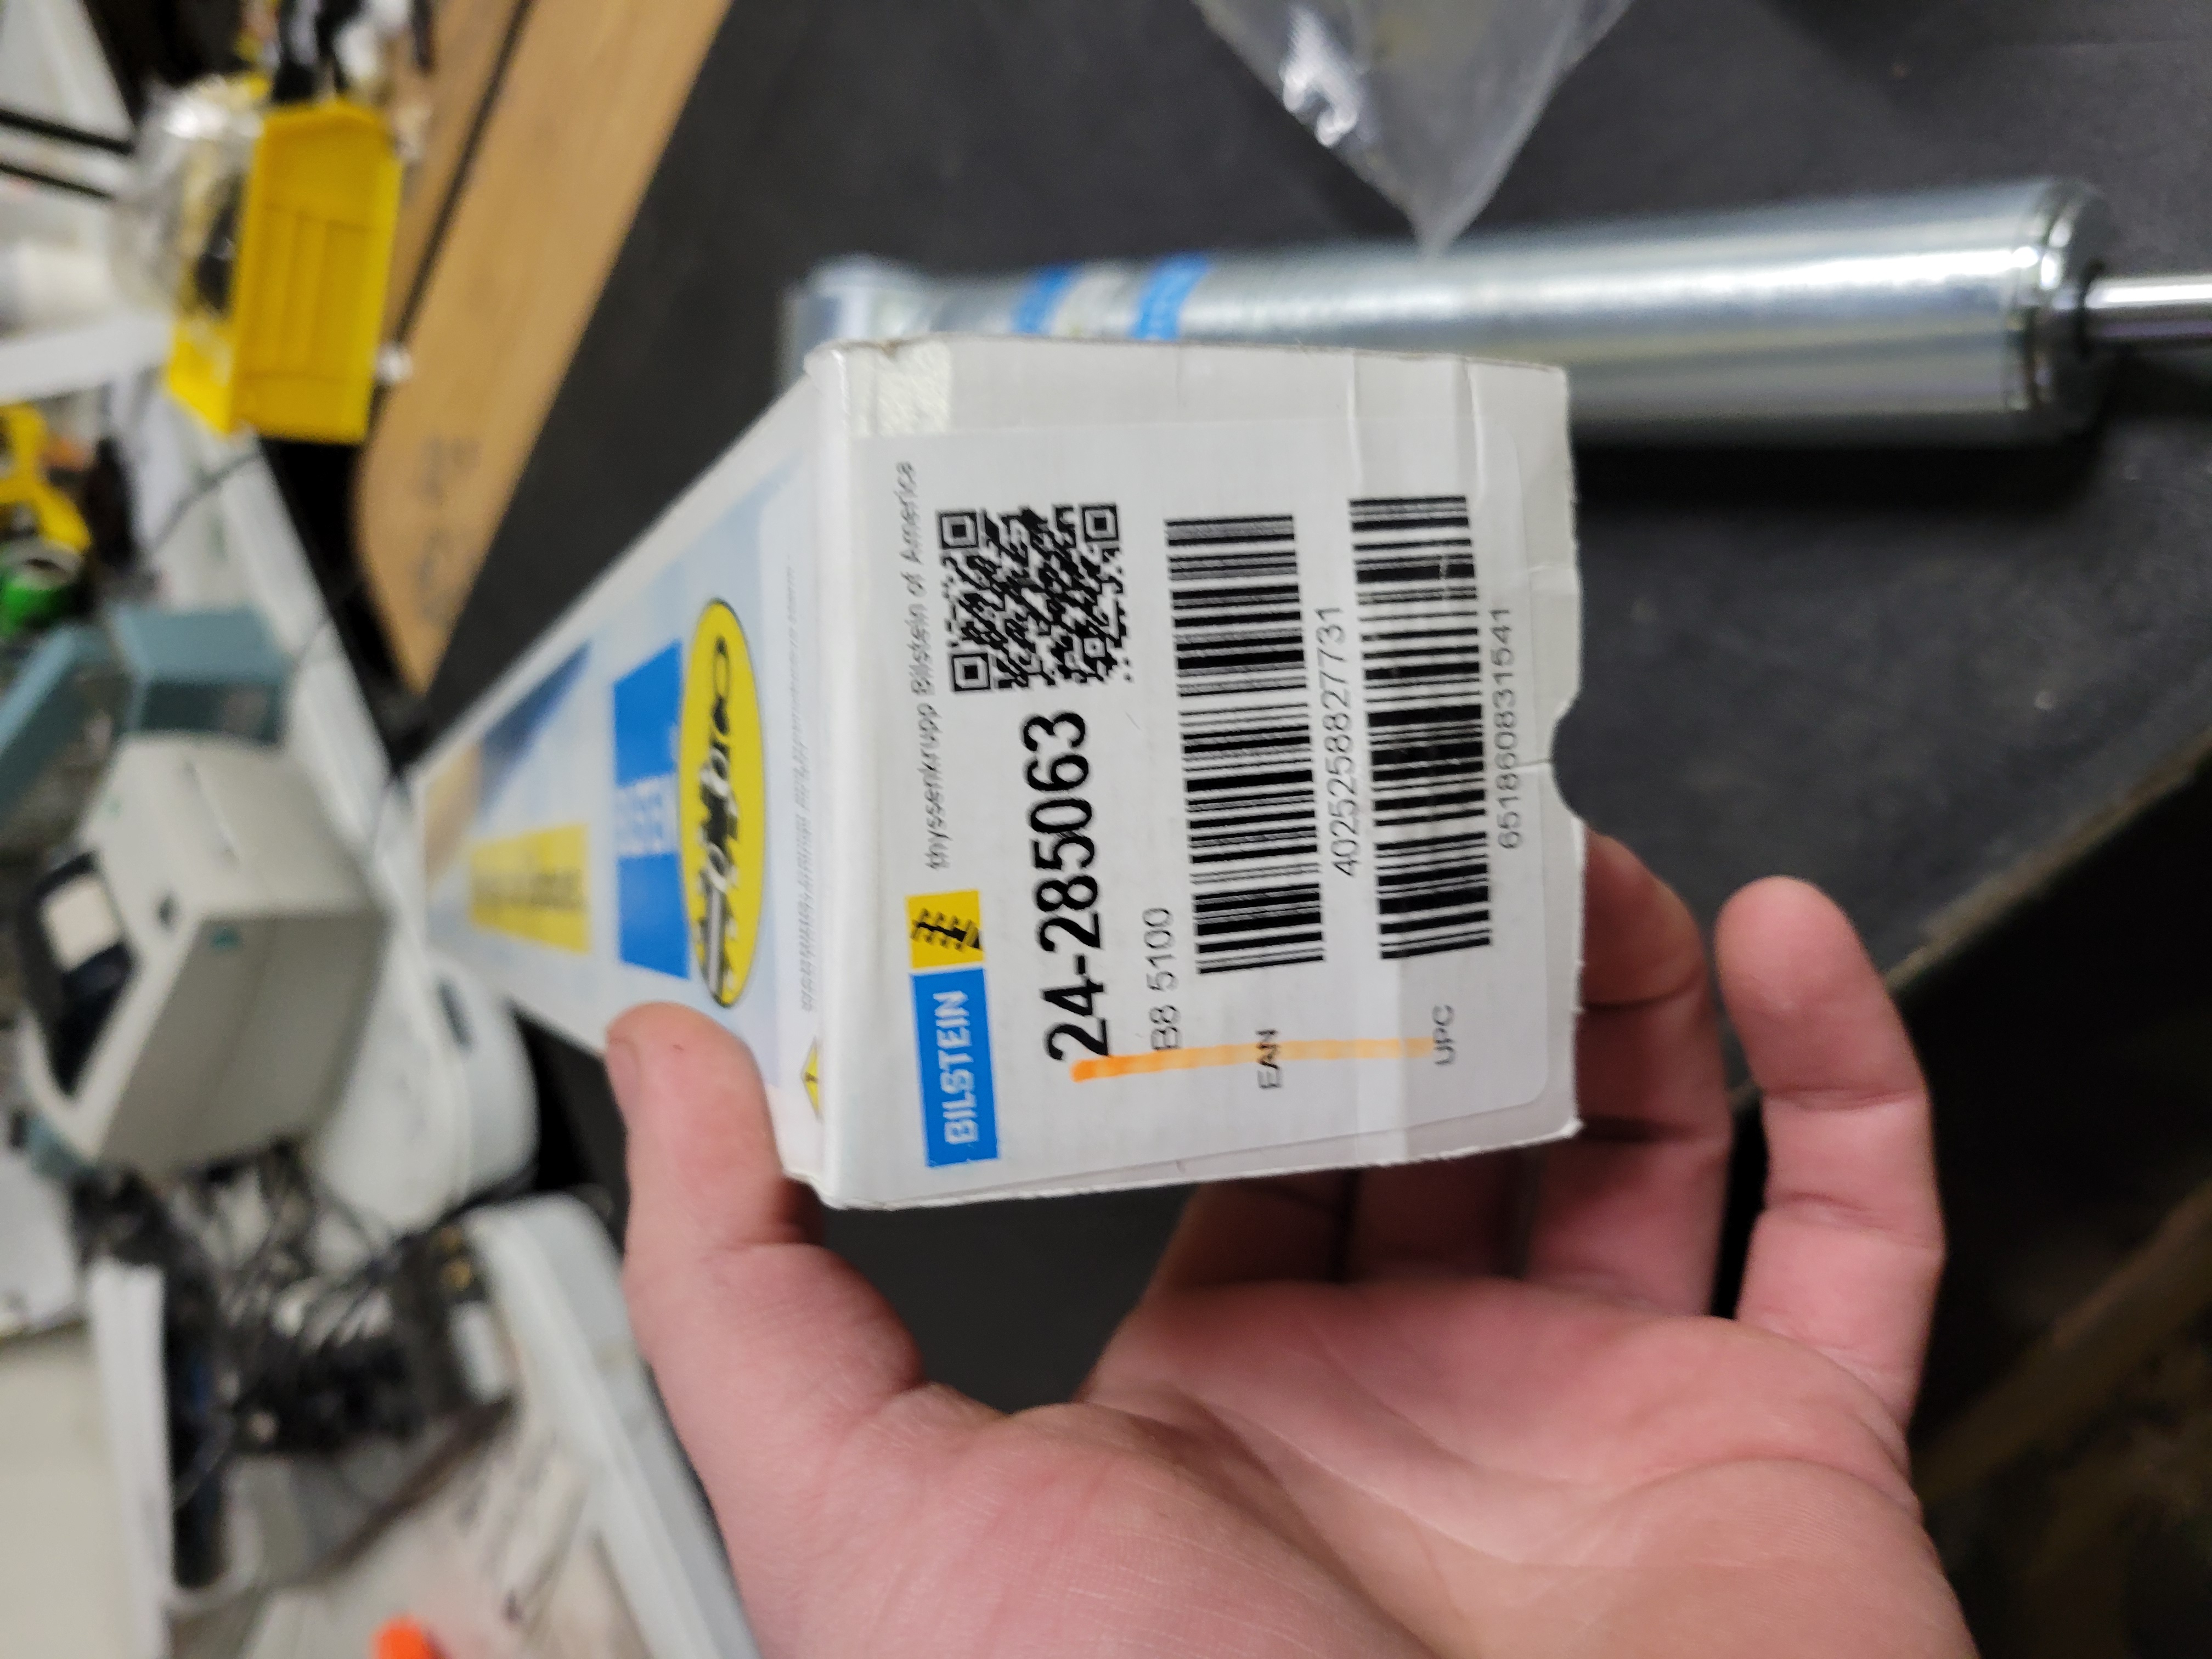 BILSTEIN
thyssenkrupp Bilstein of America
24-285063
B8 5100
EAN
4025258827731
UPC
651860831541